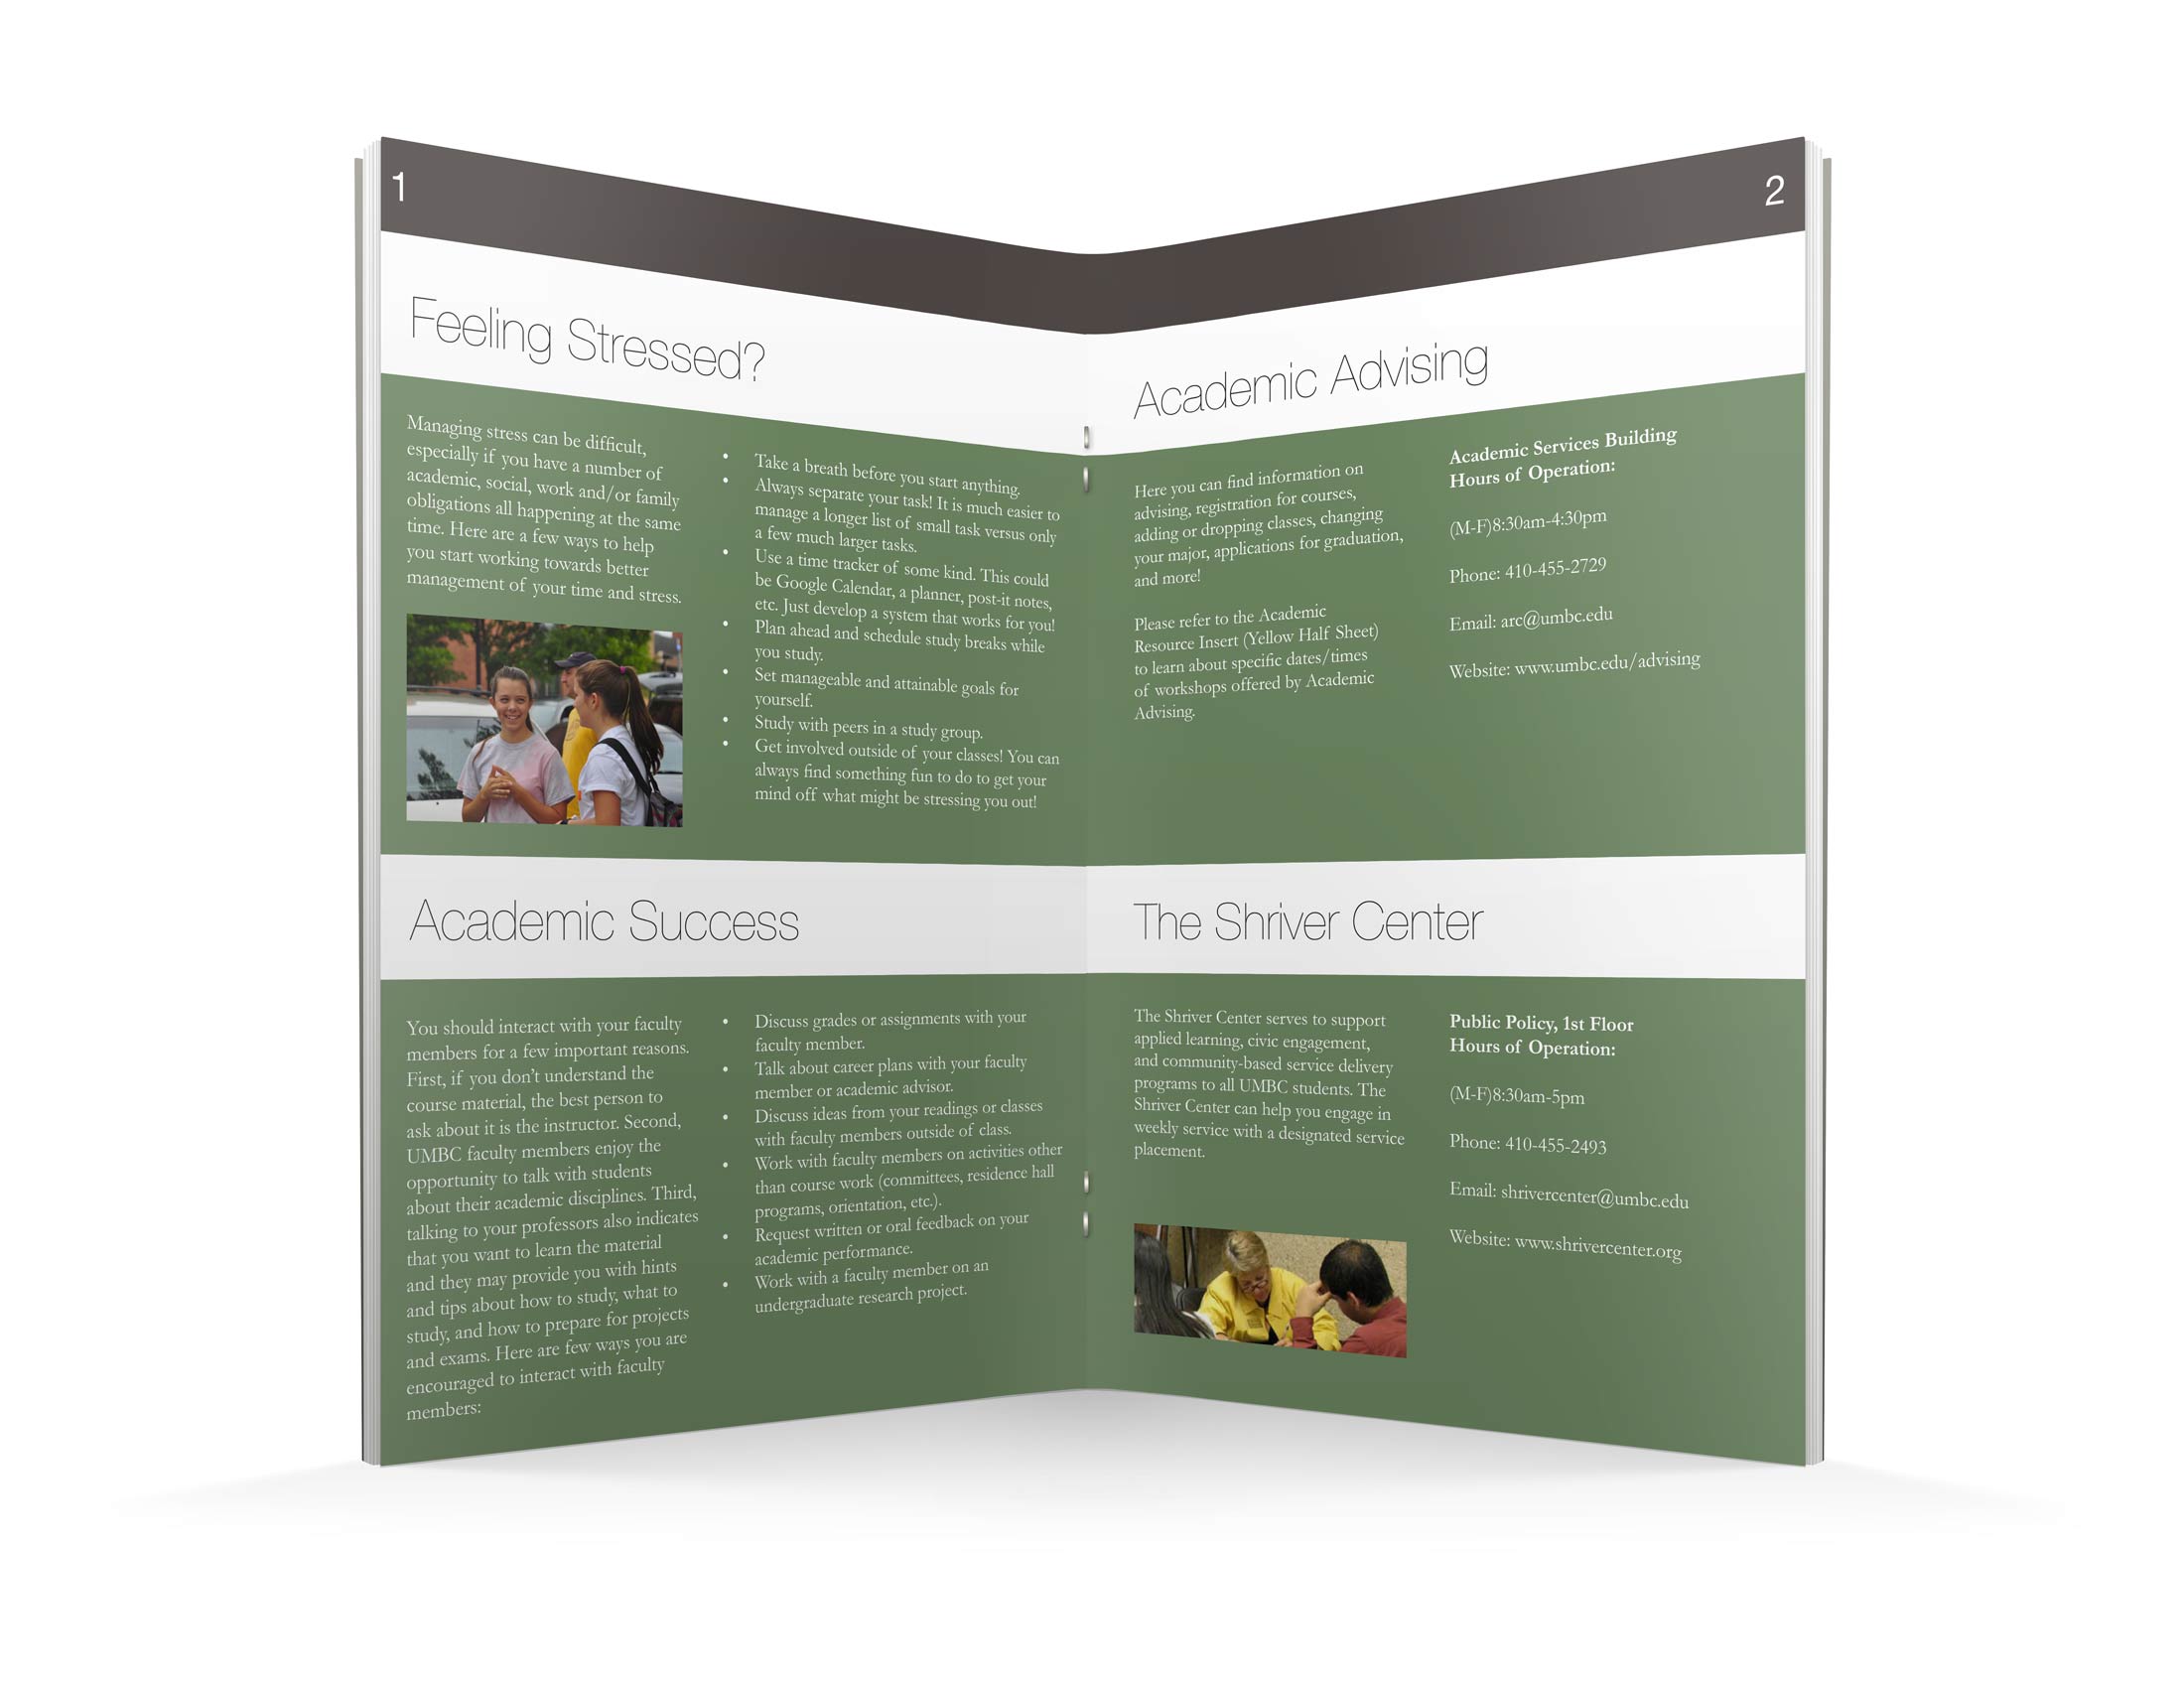 1
Feeling Stressed?
Managing stress can be difficult,
especially if you have a number of
academic, social, work and/or family
obligations all happening at the same
time. Here are a few ways to help
you start working towards better
management of your time and stress.
• Take a breath before you start anything.
• Always separate your task! It is much easier to
manage a longer list of small task versus only
a few much larger tasks.
• Use a time tracker of some kind. This could
be Google Calendar, a planner, post-it notes,
etc. Just develop a system that works for you!
• Plan ahead and schedule study breaks while
you study.
• Set manageable and attainable goals for
yourself.
• Study with peers in a study group.
• Get involved outside of your classes! You can
always find something fun to do to get your
mind off what might be stressing you out!
Academic Success
You should interact with your faculty
members for a few important reasons.
First, if you don't understand the
course material, the best person to
ask about it is the instructor. Second,
UMBC faculty members enjoy the
opportunity to talk with students
about their academic disciplines. Third,
talking to your professors also indicates
that you want to learn the material
and they may provide you with hints
and tips about how to study, what to
study, and how to prepare for projects
and exams. Here are few ways you are
encouraged to interact with faculty
members:
• Discuss grades or assignments with your
faculty member.
• Talk about career plans with your faculty
member or academic advisor.
• Discuss ideas from your readings or classes
with faculty members outside of class.
• Work with faculty members on activities other
than course work (committees, residence hall
programs, orientation, etc.).
• Request written or oral feedback on your
academic performance.
• Work with a faculty member on an
undergraduate research project.
2
Academic Advising
Here you can find information on
advising, registration for courses,
adding or dropping classes, changing
your major, applications for graduation,
and more!
Please refer to the Academic
Resource Insert (Yellow Half Sheet)
to learn about specific dates/times
of workshops offered by Academic
Advising.
Academic Services Building
Hours of Operation:
(M-F)8:30am-4:30pm
Phone: 410-455-2729
Email: arc@umbc.edu
Website: www.umbc.edu/advising
The Shriver Center
The Shriver Center serves to support
applied learning, civic engagement,
and community-based service delivery
programs to all UMBC students. The
Shriver Center can help you engage in
weekly service with a designated service
placement.
Public Policy, 1st Floor
Hours of Operation:
(M-F)8:30am-5pm
Phone: 410-455-2493
Email: shrivercenter@umbc.edu
Website: www.shrivercenter.org